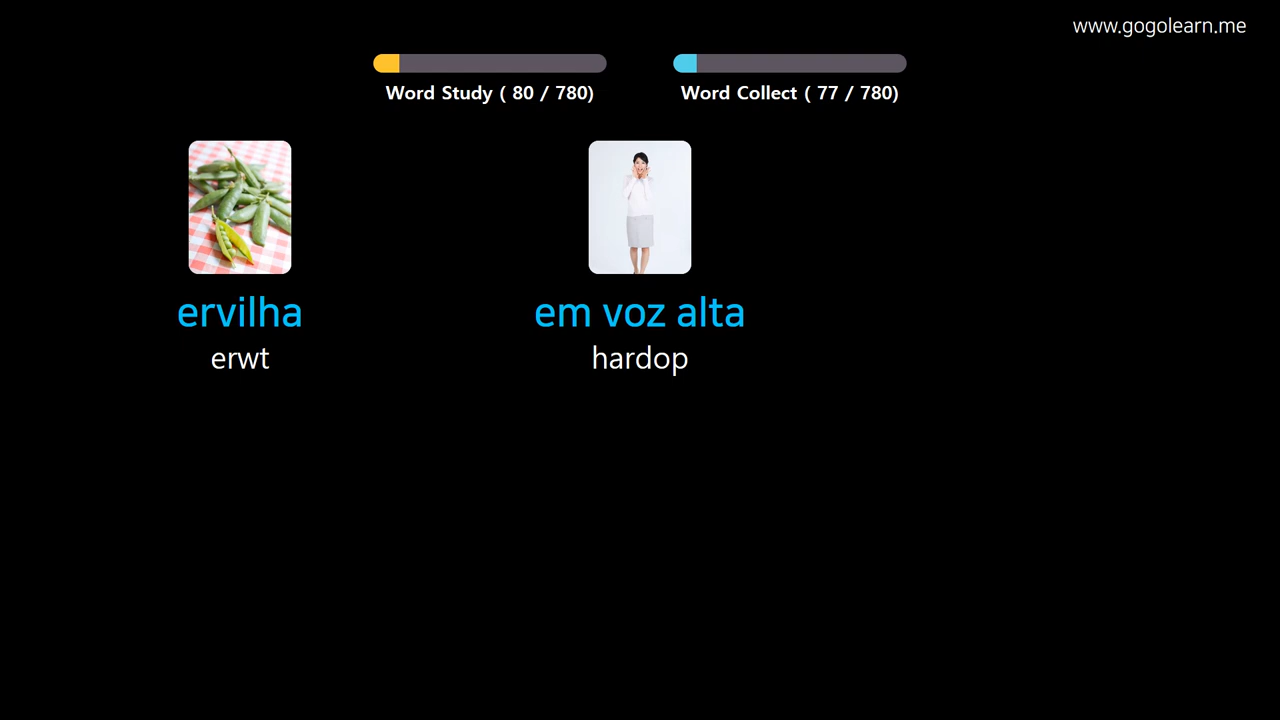 www.gogolearn.me
Word Study ( 80 / 780)
Word Collect ( 77 / 780)
ervilha
erwt
em voz alta
hardop